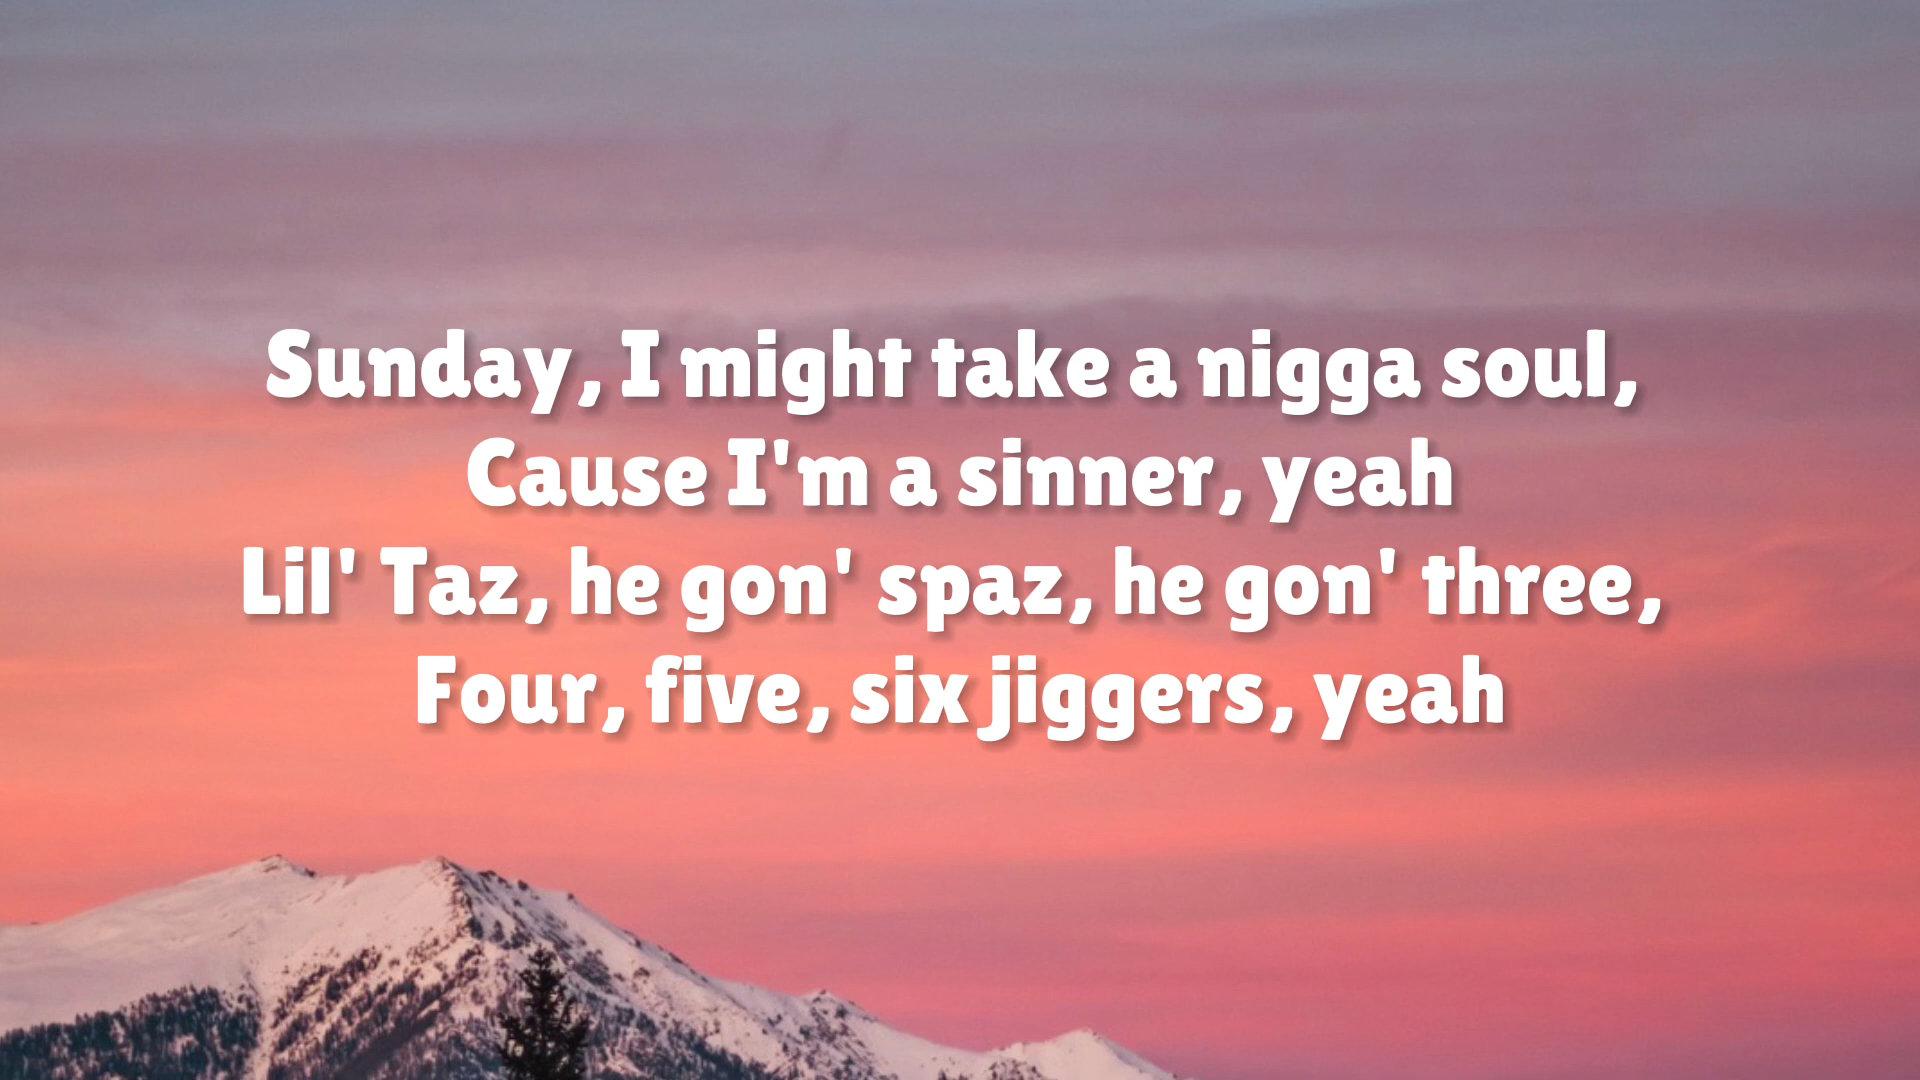 Sunday, I might take a nigga soul,
Cause I'm a sinner, yeah
Lil' Taz, he gon' spaz, he gon' three,
Four, five, six jiggers, yeah